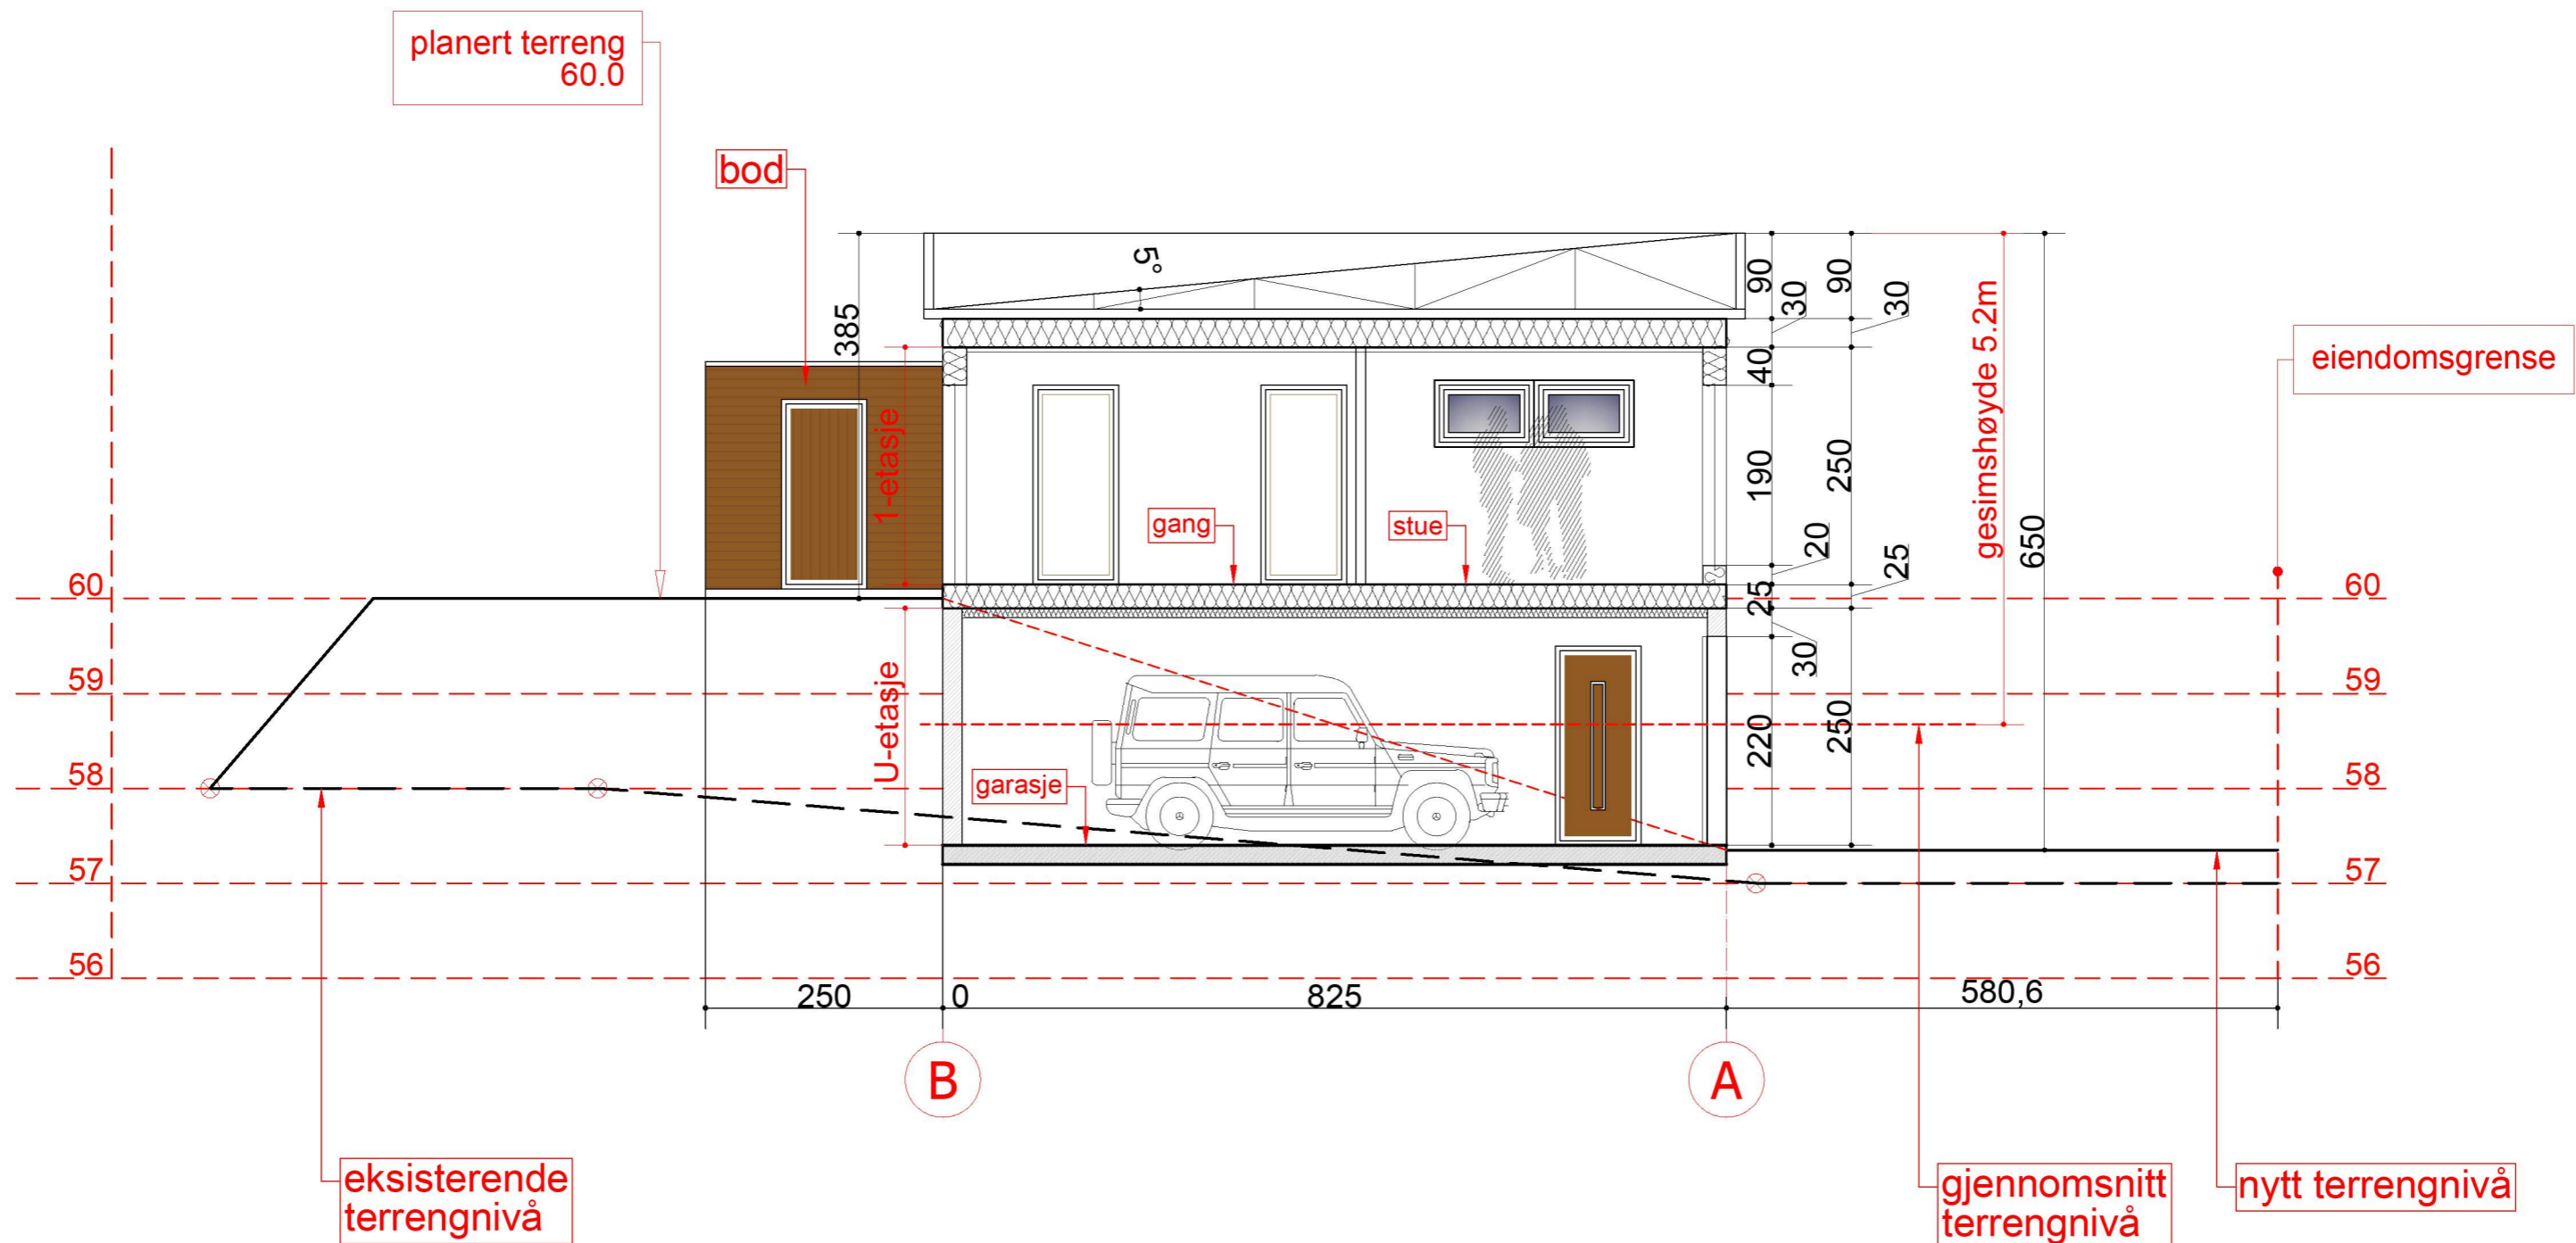 planert terreng
60.0
bod
5°
385
90
30
90
30
gesimshøyde 5.2m
eiendomsgrense
1-etasje
40
190
250
650
gang
stue
20
25
25
60
60
U-etasje
30
59
59
220
250
58
58
garasje
57
57
56
56
250
0
825
580,6
B
A
eksisterende
terrengnivå
gjennomsnitt
terrengnivå
nytt terrengnivå